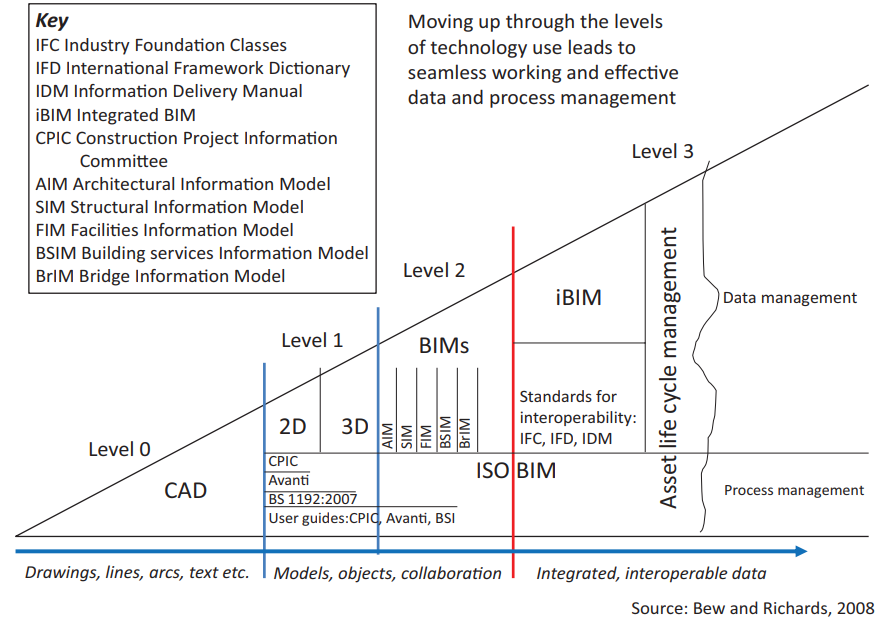 Key
IFC Industry Foundation Classes
IFD International Framework Dictionary
IDM Information Delivery Manual
iBIM Integrated BIM
CPIC Construction Project Information
Committee
AIM Architectural Information Model
SIM Structural Information Model
FIM Facilities Information Model
BSIM Building services Information Model
BrIM Bridge Information Model
Moving up through the levels
of technology use leads to
seamless working and effective
data and process management
Level 3
Level 2
Level 1
Level 0
iBIM
BIMs
Data management
Asset life cycle management
Standards for
interoperability:
IFC, IFD, IDM
2D
3D
AIM
SIM
FIM
BSIM
BrIM
CAD
CPIC
Avanti
BS 1192:2007
User guides:CPIC, Avanti, BSI
ISO BIM
Process management
Drawings, lines, arcs, text etc.
Models, objects, collaboration
Integrated, interoperable data
Source: Bew and Richards, 2008